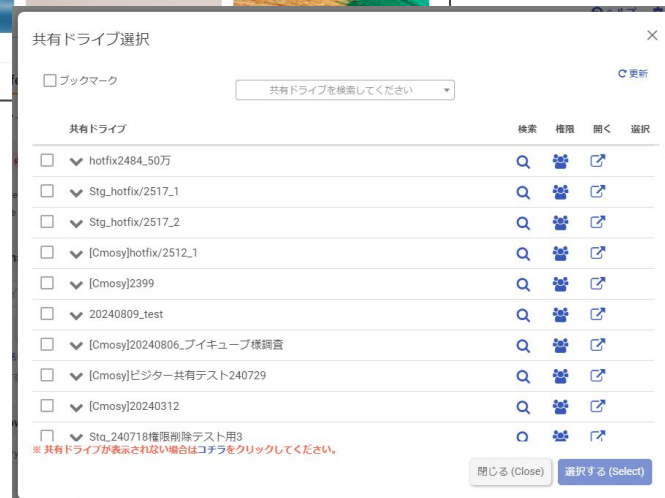 共有ドライブ選択
ブックマーク
共有ドライブを検索してください
更新
共有ドライブ 検索 権限 開く 選択
hotfix2484_50万
Stg_hotfix/2517_1
Stg_hotfix/2517_2
[Cmosy]hotfix/2512_1
[Cmosy]2399
20240809_test
[Cmosy]20240806_ブイキューブ様調査
[Cmosy]ビジター共有テスト240729
[Cmosy]20240312
Stg_240718権限削除テスト用3
※ 共有ドライブが表示されない場合はコチラをクリックしてください。
閉じる (Close) 選択する (Select)